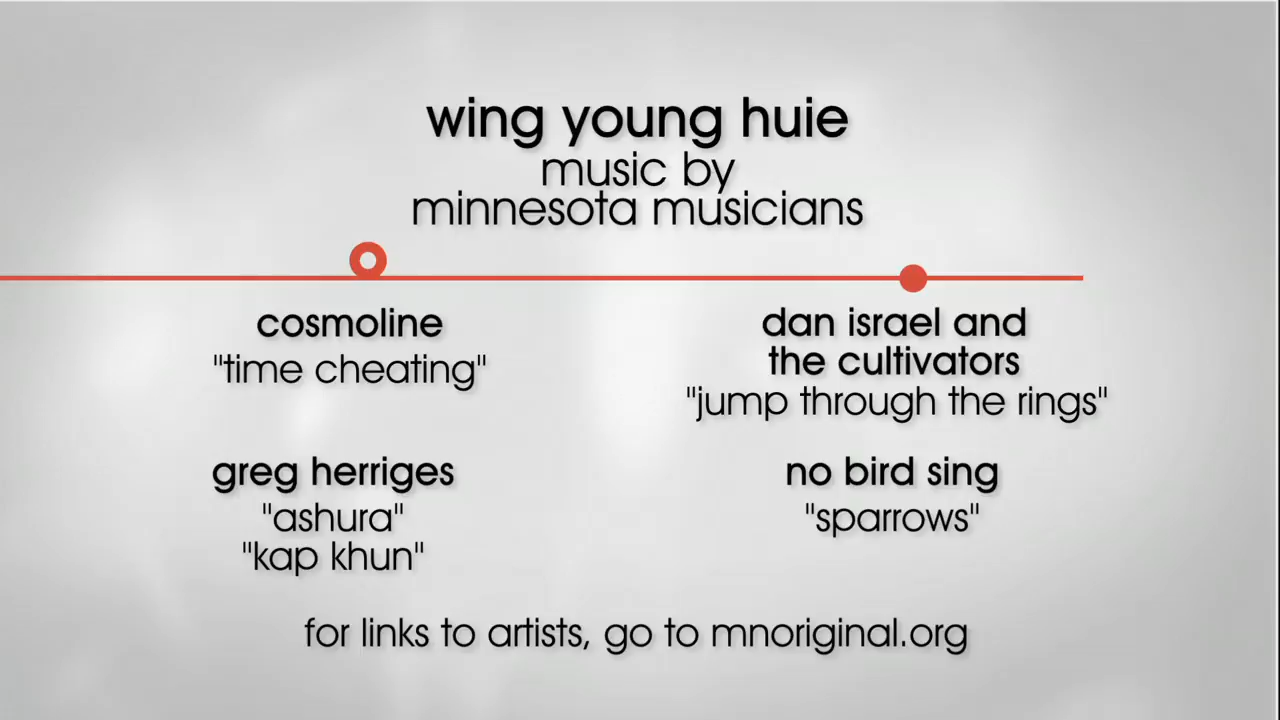 wing young huie
music by
minnesota musicians
cosmoline
"time cheating"
dan israel and
the cultivators
"jump through the rings"
greg herriges
"ashura"
"kap khun"
no bird sing
"sparrows"
for links to artists, go to mnoriginal.org